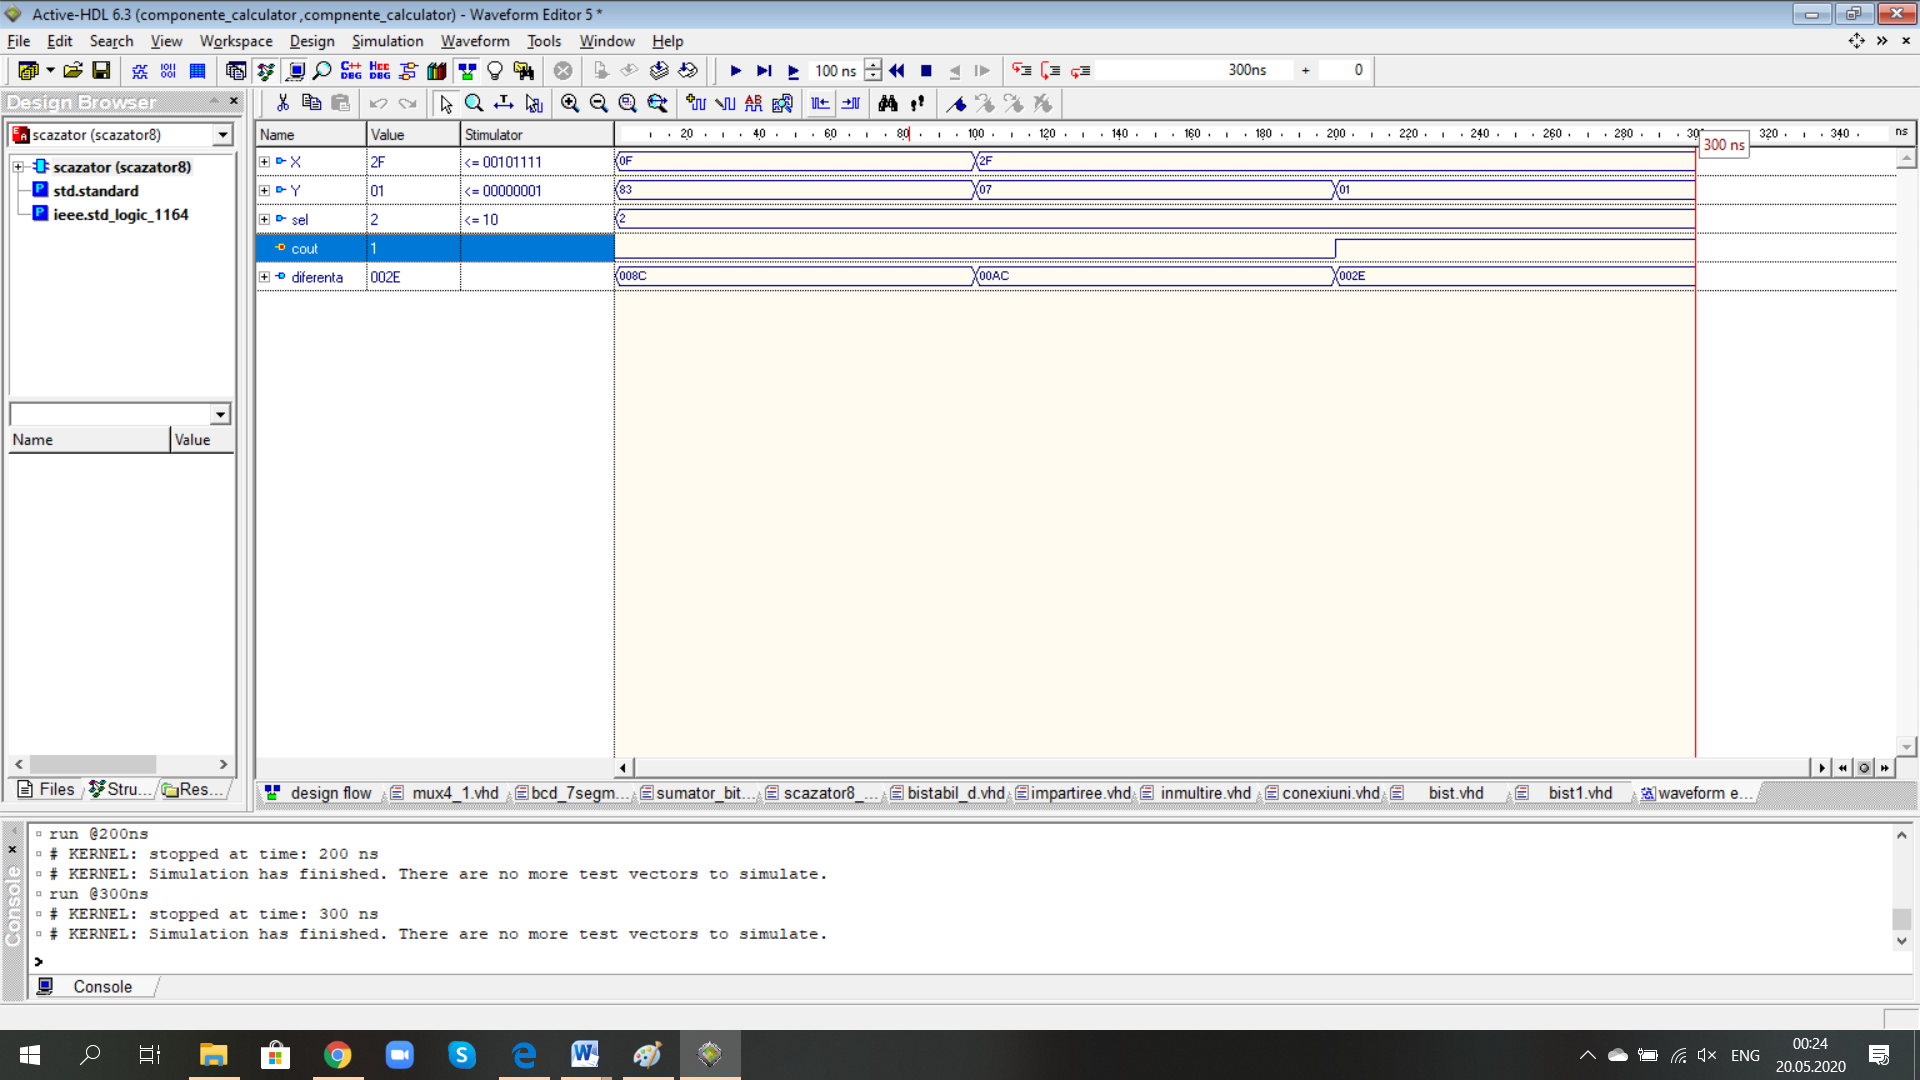 Active-HDL 6.3 (componente_calculator ,compnente_calculator) - Waveform Editor 5 *
File Edit Search View Workspace Design Simulation Waveform Tools Window Help
C++ DBG HCC DBG 100 ns 300ns + 0
Design Browser
scazator (scazator8)
scazator (scazator8)
std.standard
ieee.std_logic_1164
Name Value
Files Stru... Res...
Name Value Stimulator 20 40 60 80 100 120 140 160 180 200 220 240 260 280 300 320 340 ns
300 ns
X 2F <= 00101111 0F 2F
Y 01 <= 00000001 83 07 01
sel 2 <= 10 2
cout 1
diferenta 002E 008C 00AC 002E
design flow mux4_1.vhd bcd_7segm... sumator_bit... scazator8_... bistabil_d.vhd impartiree.vhd inmultire.vhd conexiuni.vhd bist.vhd bist1.vhd waveform e...
run @200ns
# KERNEL: stopped at time: 200 ns
# KERNEL: Simulation has finished. There are no more test vectors to simulate.
run @300ns
# KERNEL: stopped at time: 300 ns
# KERNEL: Simulation has finished. There are no more test vectors to simulate.
>
Console
Console
ENG
00:24
20.05.2020